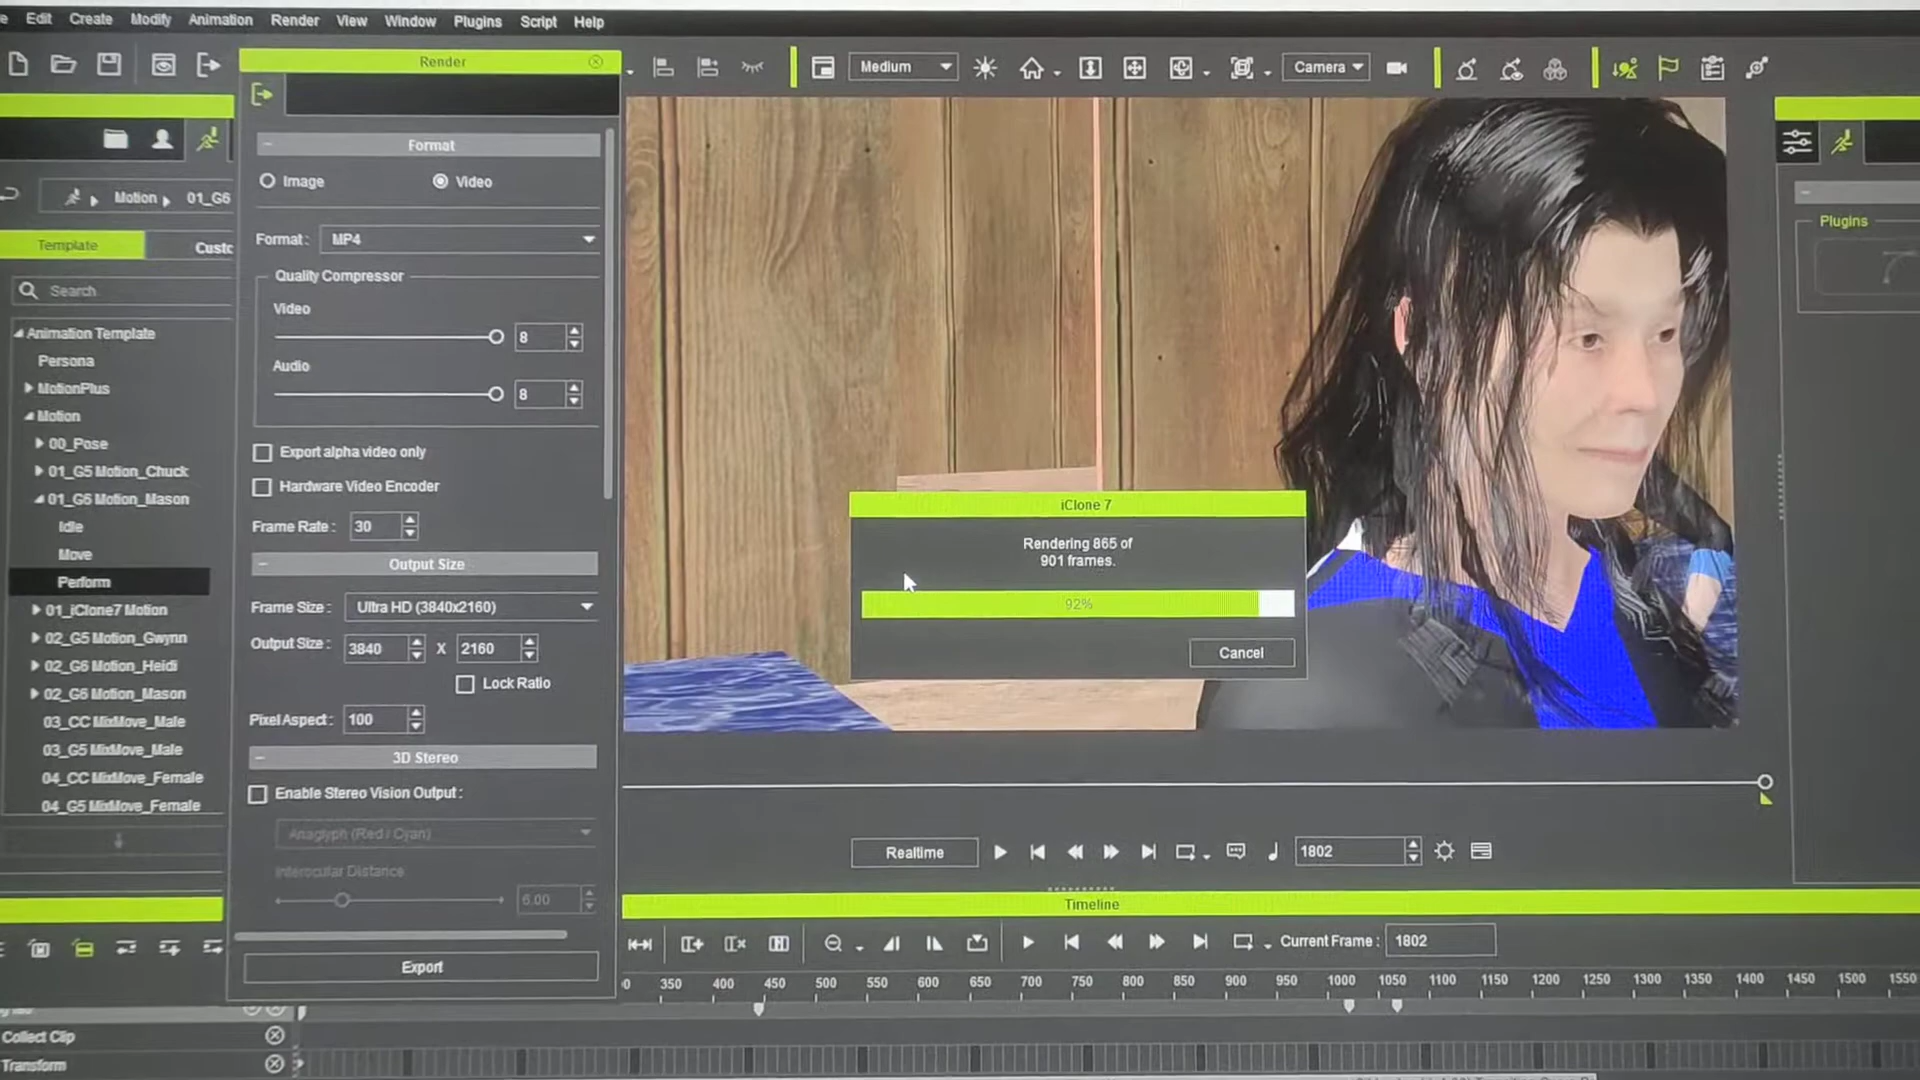 Edit Create Modify Animation Render View Window Plugins Script Help
Render
Medium
Camera
Format
Image
Video
Motion
01_G6
Format :
MP4
Plugins
Template
Quality Compressor
Search
Video
8
Animation Template
Persona
Audio
MotionPlus
8
Motion
00_Pose
Export alpha video only
01_G5 Motion_Chuck
Hardware Video Encoder
01_G6 Motion_Mason
Idle
Frame Rate :
30
Move
Output Size
Perform
Frame Size :
Ultra HD (3840x2160)
01_iClone7 Motion
02_G5 Motion_Gwynn
Output Size :
3840
X
2160
02_G6 Motion_Heidi
Lock Ratio
02_G6 Motion_Mason
03_CC MixMove_Male
Pixel Aspect :
100
03_G5 MixMove_Male
3D Stereo
04_CC MixMove_Female
Enable Stereo Vision Output :
04_G5 MixMove_Female
Anaglyph (Red / Cyan)
Interocular Distance
6.00
Export
iClone 7
Rendering 865 of
901 frames.
92%
Cancel
Realtime
1802
Timeline
Current Frame :
1802
350 400 450 500 550 600 650 700 750 800 850 900 950 1000 1050 1100 1150 1200 1250 1300 1350 1400 1450 1500 1550
Collect Clip
Transform